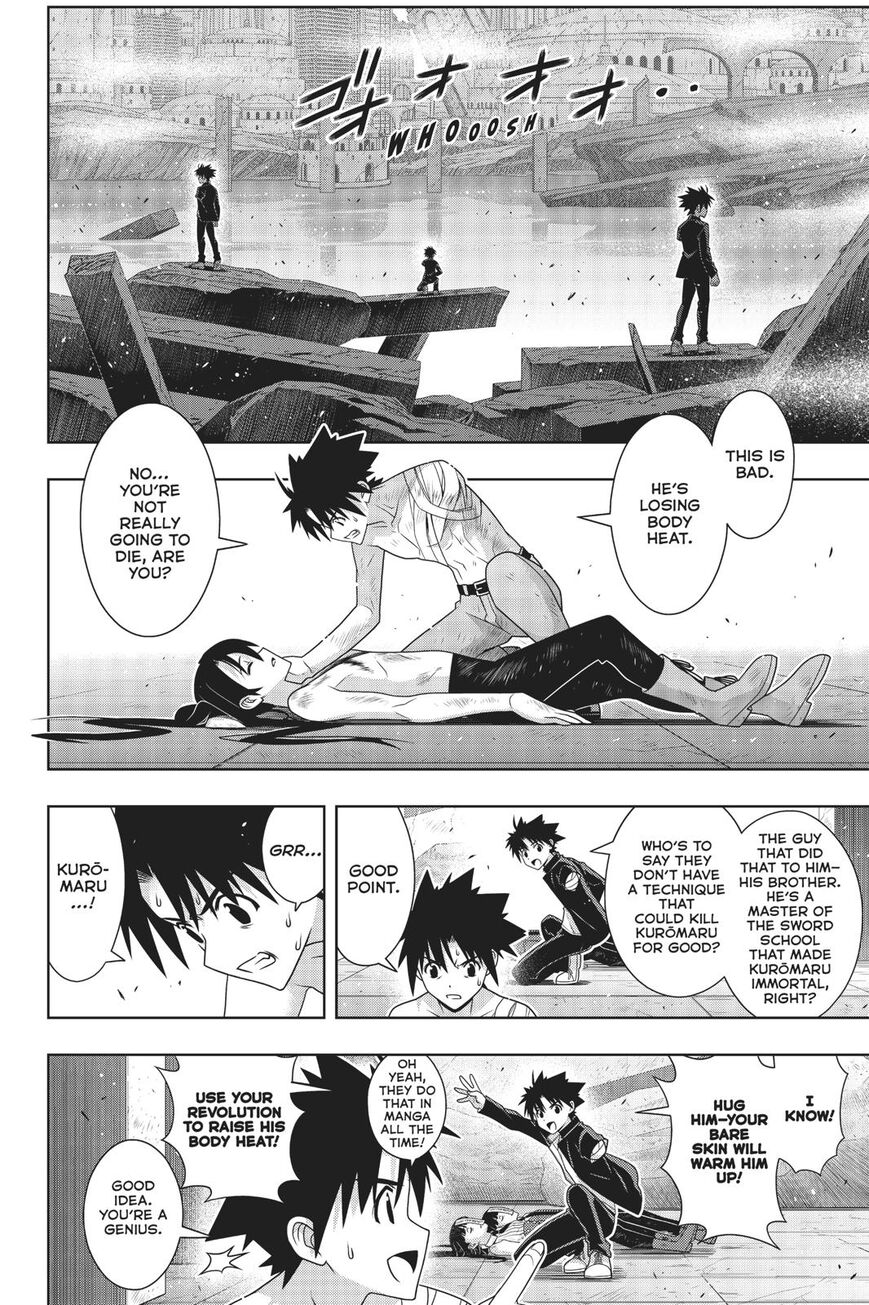 ゴオオオオ・・
WHOOOSH
THIS IS
BAD.
HE'S
LOSING
BODY
HEAT.
NO...
YOU'RE
NOT
REALLY
GOING TO
DIE, ARE
YOU?
THE GUY
THAT DID
THAT TO HIM—
HIS BROTHER.
HE'S A
MASTER OF
THE SWORD
SCHOOL
THAT MADE
KURŌMARU
IMMORTAL,
RIGHT?
WHO'S TO
SAY THEY
DON'T HAVE
A TECHNIQUE
THAT
COULD KILL
KURŌMARU
FOR GOOD?
GOOD
POINT.
GRR...
KURŌ-
MARU
...!
I
KNOW!
HUG
HIM—YOUR
BARE
SKIN WILL
WARM HIM
UP!
OH
YEAH,
THEY DO
THAT IN
MANGA
ALL THE
TIME!
USE YOUR
REVOLUTION
TO RAISE HIS
BODY HEAT!
GOOD
IDEA.
YOU'RE A
GENIUS.